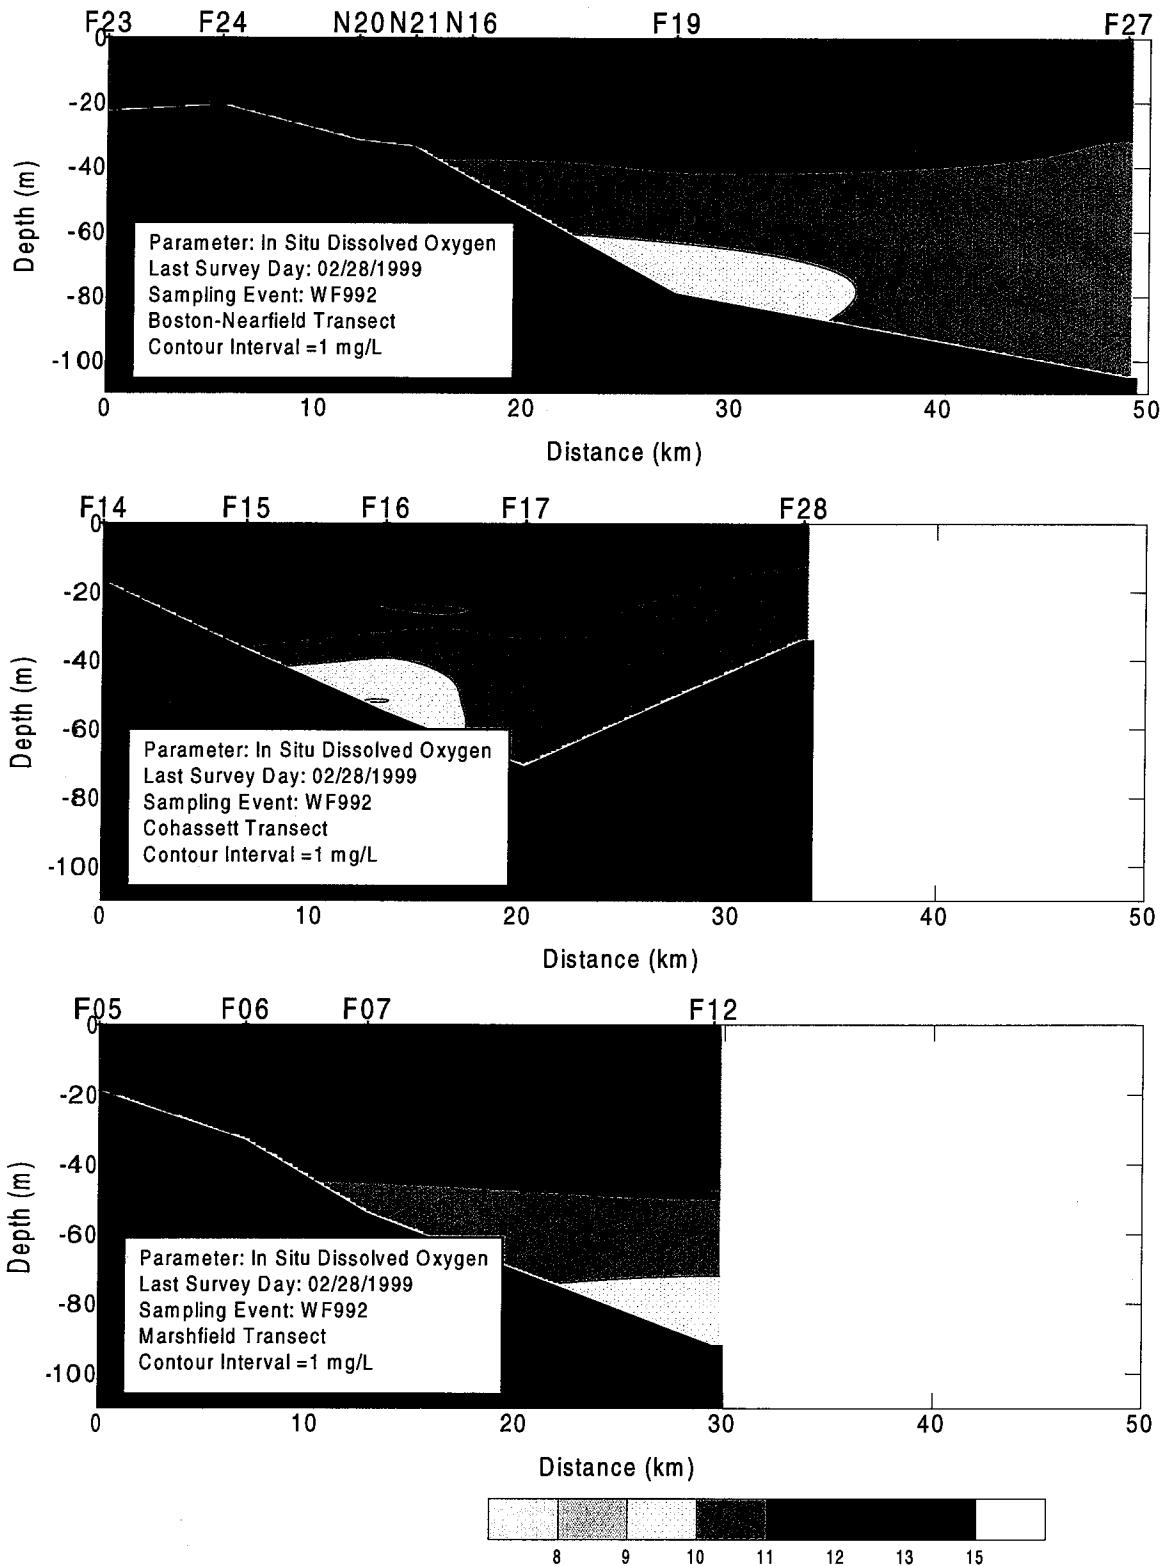 F23 F24 N20 N21 N16 F19 F27
0
-20
-40
-60
-80
-100
Depth (m)
Parameter: In Situ Dissolved Oxygen
Last Survey Day: 02/28/1999
Sampling Event: WF992
Boston-Nearfield Transect
Contour Interval =1 mg/L
0 10 20 30 40 50
Distance (km)
F14 F15 F16 F17 F28
0
-20
-40
-60
-80
-100
Depth (m)
Parameter: In Situ Dissolved Oxygen
Last Survey Day: 02/28/1999
Sampling Event: WF992
Cohassett Transect
Contour Interval =1 mg/L
0 10 20 30 40 50
Distance (km)
F05 F06 F07 F12
0
-20
-40
-60
-80
-100
Depth (m)
Parameter: In Situ Dissolved Oxygen
Last Survey Day: 02/28/1999
Sampling Event: WF992
Marshfield Transect
Contour Interval =1 mg/L
0 10 20 30 40 50
Distance (km)
8 9 10 11 12 13 15